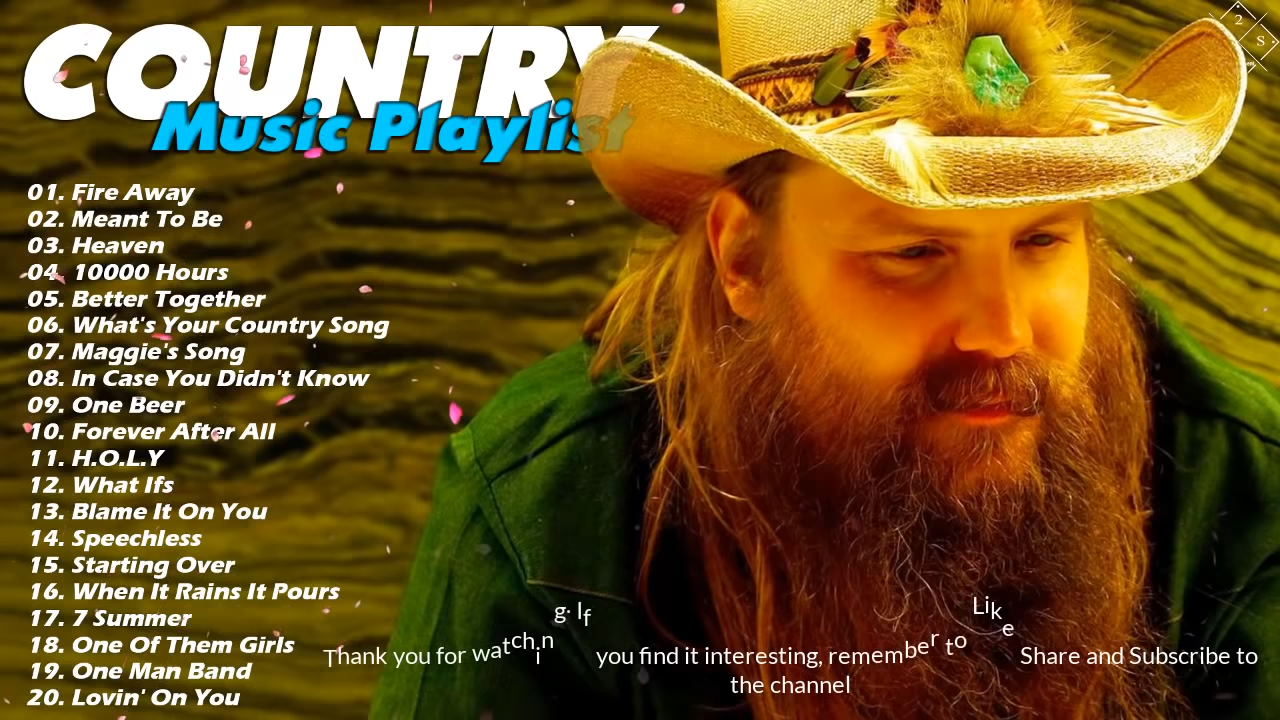 COUNTRY
Music Playlist
01. Fire Away
02. Meant To Be
03. Heaven
04. 10000 Hours
05. Better Together
06. What's Your Country Song
07. Maggie's Song
08. In Case You Didn't Know
09. One Beer
10. Forever After All
11. H.O.L.Y
12. What Ifs
13. Blame It On You
14. Speechless
15. Starting Over
16. When It Rains It Pours
17. 7 Summer
18. One Of Them Girls
19. One Man Band
20. Lovin' On You
Thank you for watching. If you find it interesting, remember to Like Share and Subscribe to
the channel
2
S